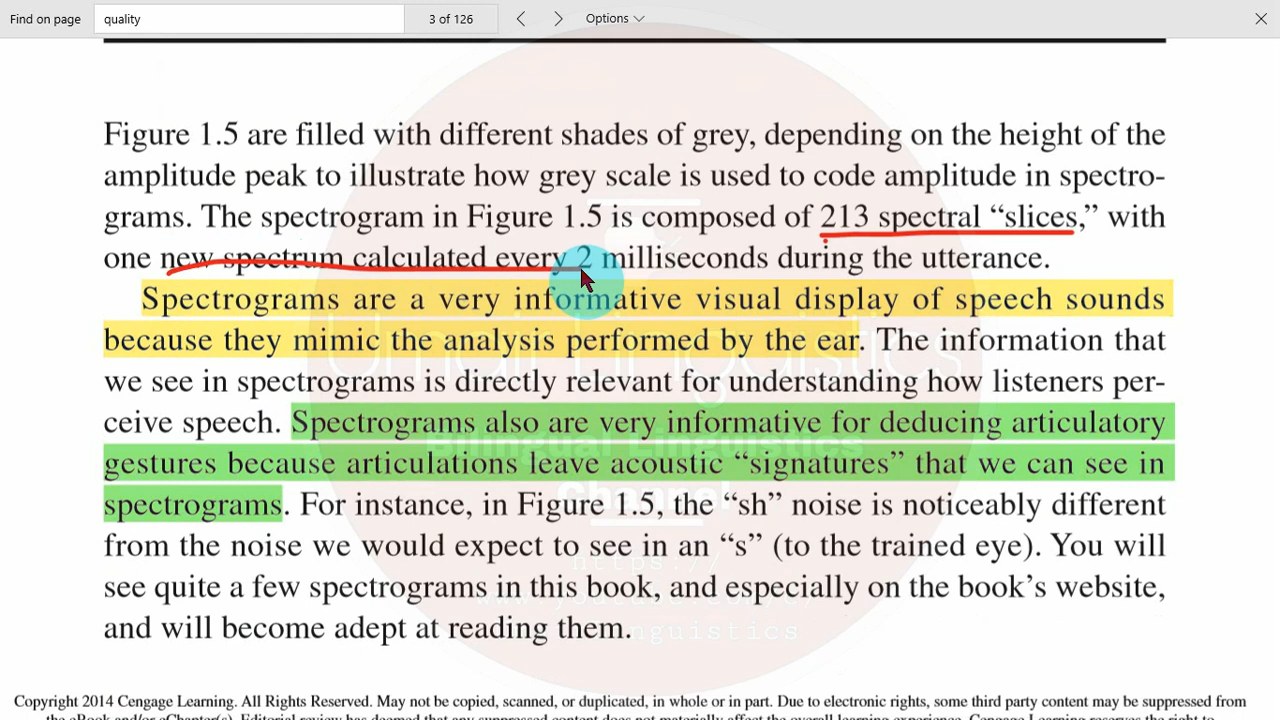 Find on page
quality
3 of 126
Options
Figure 1.5 are filled with different shades of grey, depending on the height of the
amplitude peak to illustrate how grey scale is used to code amplitude in spectro-
grams. The spectrogram in Figure 1.5 is composed of 213 spectral “slices,” with
one new spectrum calculated every 2 milliseconds during the utterance.
Spectrograms are a very informative visual display of speech sounds
because they mimic the analysis performed by the ear. The information that
we see in spectrograms is directly relevant for understanding how listeners per-
ceive speech. Spectrograms also are very informative for deducing articulatory
gestures because articulations leave acoustic “signatures” that we can see in
spectrograms. For instance, in Figure 1.5, the “sh” noise is noticeably different
from the noise we would expect to see in an “s” (to the trained eye). You will
see quite a few spectrograms in this book, and especially on the book’s website,
and will become adept at reading them.
Umair Linguistics
Bilingual Linguistics
Channel
https://
Copyright 2014 Cengage Learning. All Rights Reserved. May not be copied, scanned, or duplicated, in whole or in part. Due to electronic rights, some third party content may be suppressed from